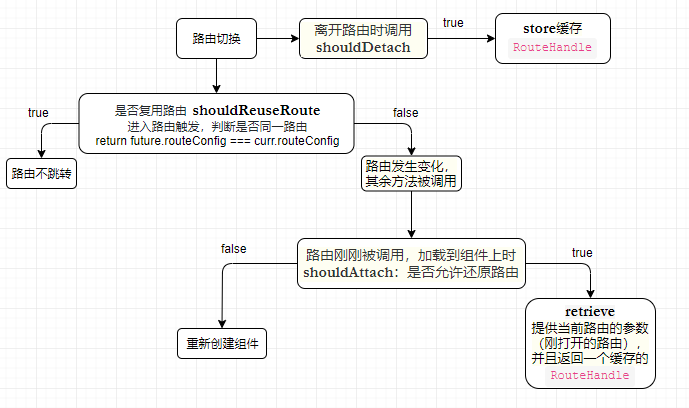 路由切换
离开路由时调用
shouldDetach
true
store缓存
RouteHandle
true
是否复用路由 shouldReuseRoute
进入路由触发，判断是否同一路由
return future.routeConfig === curr.routeConfig
false
路由不跳转
路由发生变化，
其余方法被调用
false
路由刚刚被调用，加载到组件上时
shouldAttach：是否允许还原路由
true
重新创建组件
retrieve
提供当前路由的参数
（刚打开的路由），
并且返回一个缓存的
RouteHandle